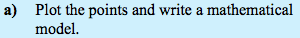 a) Plot the points and write a mathematical
model.